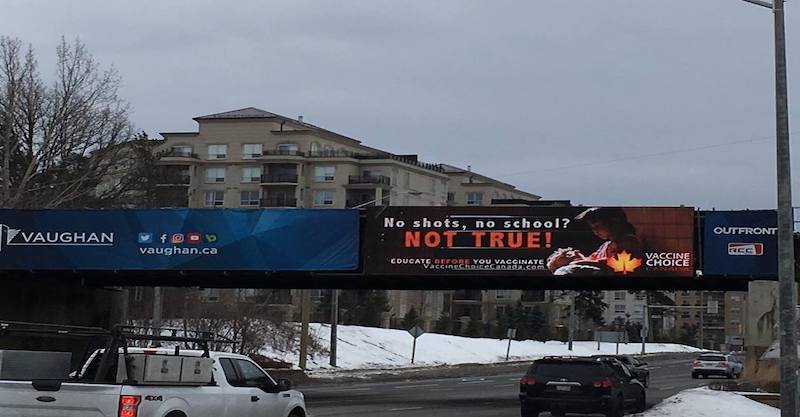 VAUGHAN
vaughan.ca
No shots, no school?
NOT TRUE!
EDUCATE BEFORE YOU VACCINATE
VaccineChoiceCanada.com
VACCINE
CHOICE
CANADA
OUTFRONT
RCC
4X4